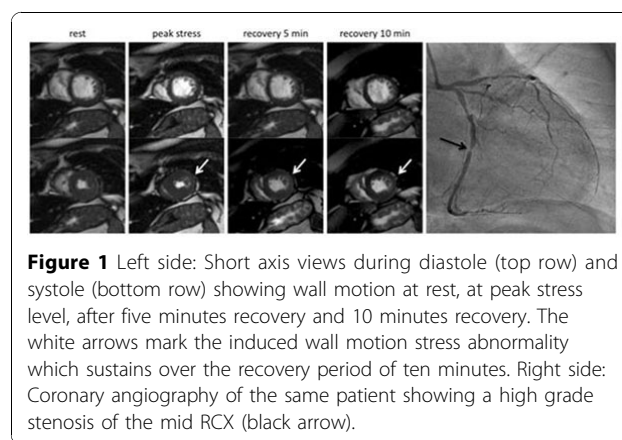 rest peak stress recovery 5 min recovery 10 min
Figure 1 Left side: Short axis views during diastole (top row) and
systole (bottom row) showing wall motion at rest, at peak stress
level, after five minutes recovery and 10 minutes recovery. The
white arrows mark the induced wall motion stress abnormality
which sustains over the recovery period of ten minutes. Right side:
Coronary angiography of the same patient showing a high grade
stenosis of the mid RCX (black arrow).